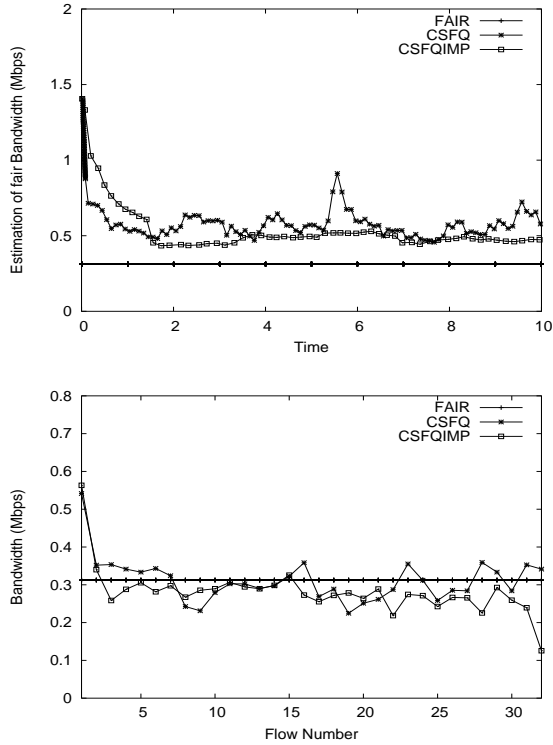 2
1.5
1
0.5
0
0 2 4 6 8 10
Estimation of fair Bandwidth (Mbps)
Time
FAIR
CSFQ
CSFQIMP
0.8
0.7
0.6
0.5
0.4
0.3
0.2
0.1
0
5 10 15 20 25 30
Bandwidth (Mbps)
Flow Number
FAIR
CSFQ
CSFQIMP